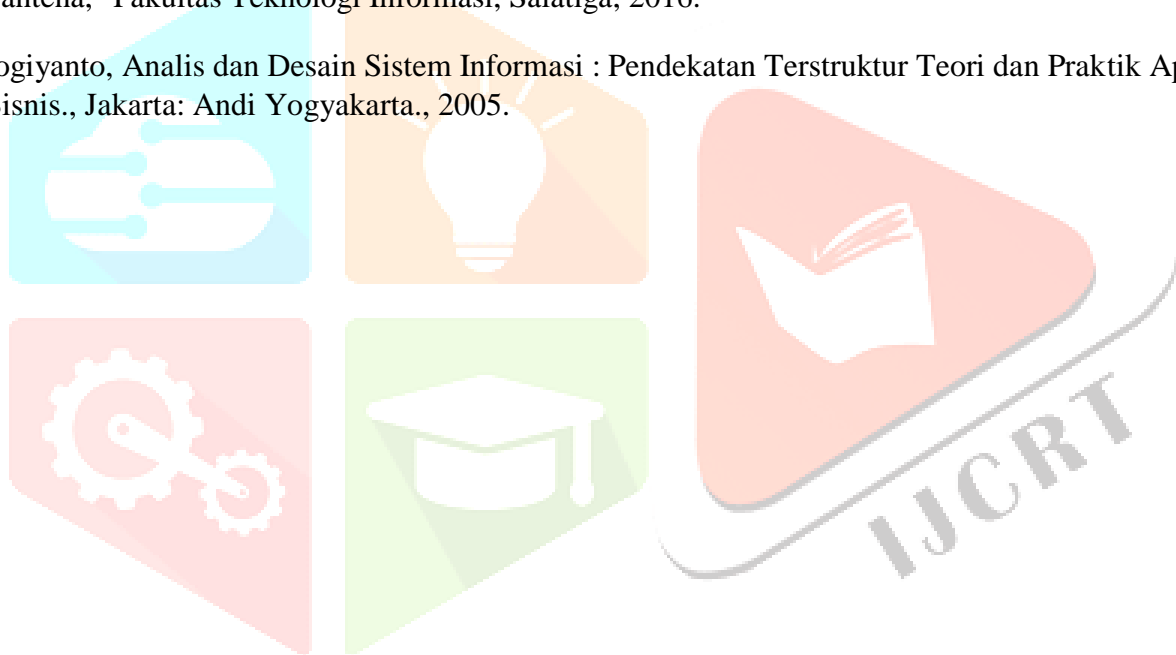 Fakultas Teknologi Informasi, Salatiga, 2016.
ogiyanto, Analis dan Desain Sistem Informasi : Pendekatan Terstruktur Teori dan Praktik
isnis., Jakarta: Andi Yogyakarta., 2005.
IJCRT